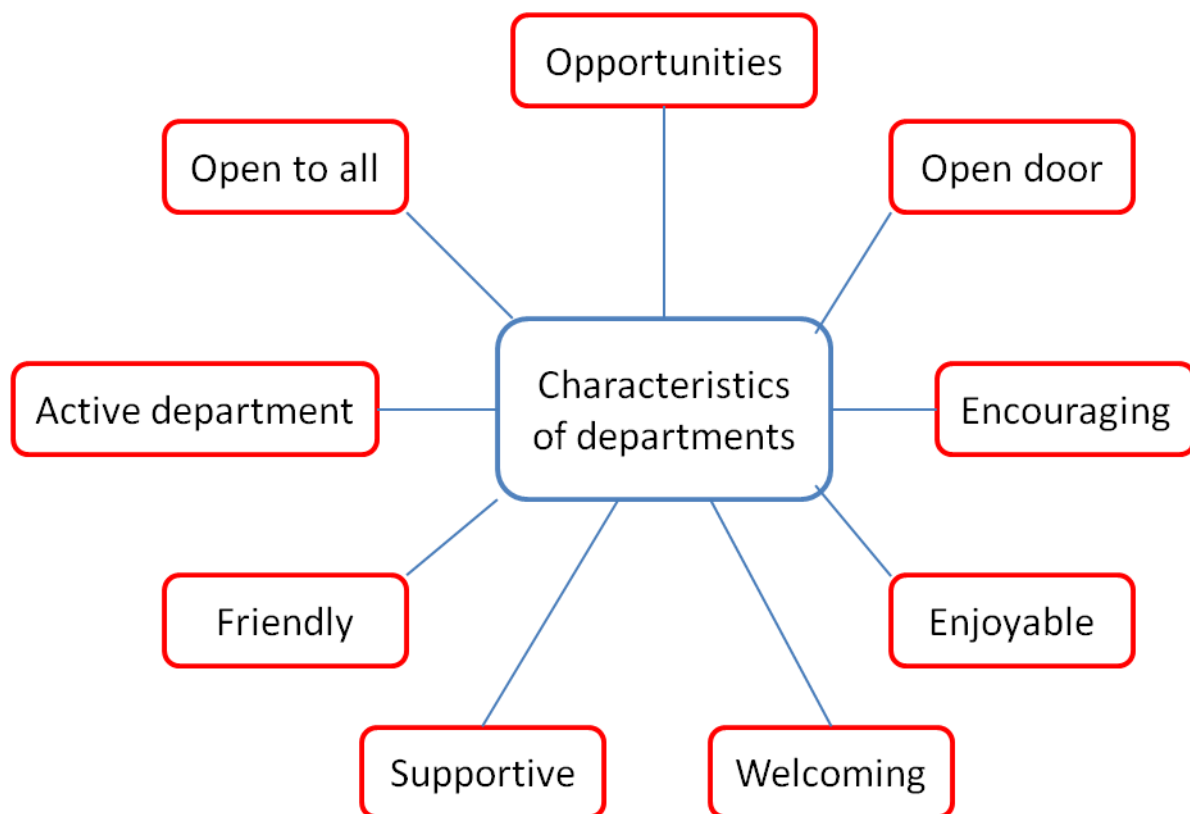 Opportunities
Open to all
Open door
Characteristics
of departments
Active department
Encouraging
Friendly
Enjoyable
Supportive
Welcoming